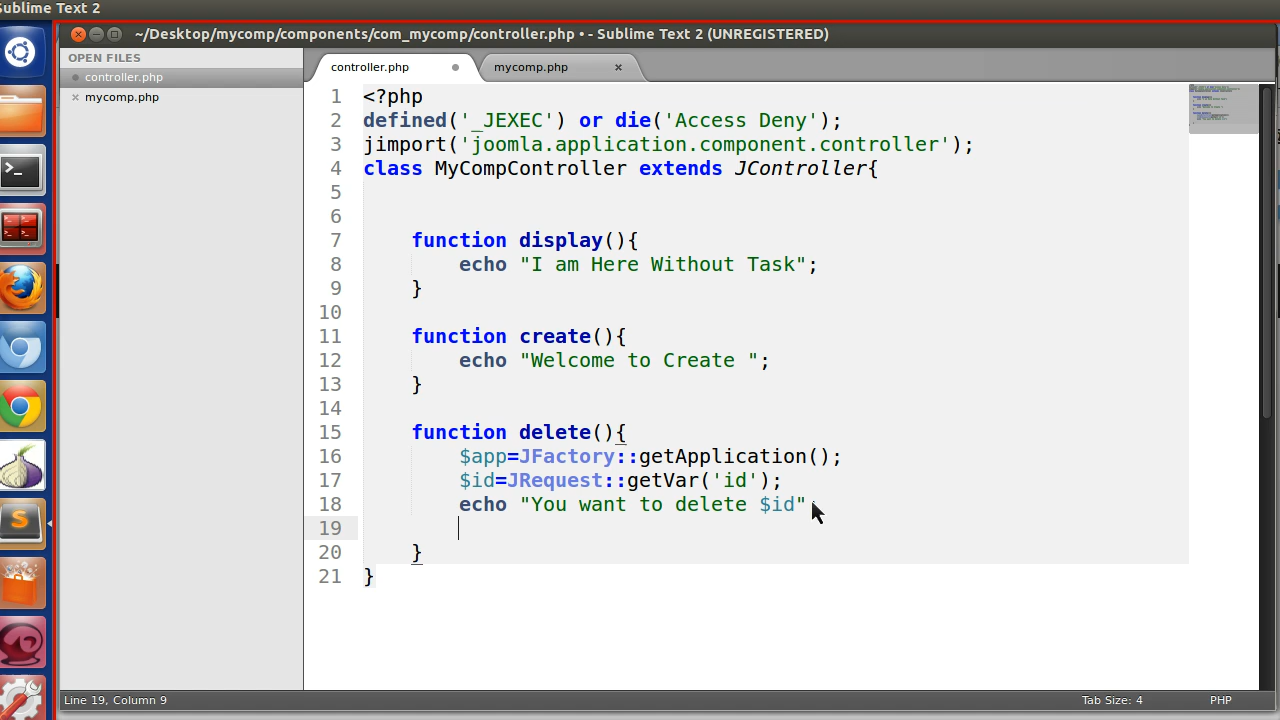 Sublime Text 2
~/Desktop/mycomp/components/com_mycomp/controller.php • - Sublime Text 2 (UNREGISTERED)
OPEN FILES
controller.php
mycomp.php
controller.php
mycomp.php
1 <?php
2 defined('_JEXEC') or die('Access Deny');
3 jimport('joomla.application.component.controller');
4 class MyCompController extends JController{
5
6
7 function display(){
8 echo "I am Here Without Task";
9 }
10
11 function create(){
12 echo "Welcome to Create ";
13 }
14
15 function delete(){
16 $app=JFactory::getApplication();
17 $id=JRequest::getVar('id');
18 echo "You want to delete $id"
19
20 }
21 }
Line 19, Column 9
Tab Size: 4
PHP